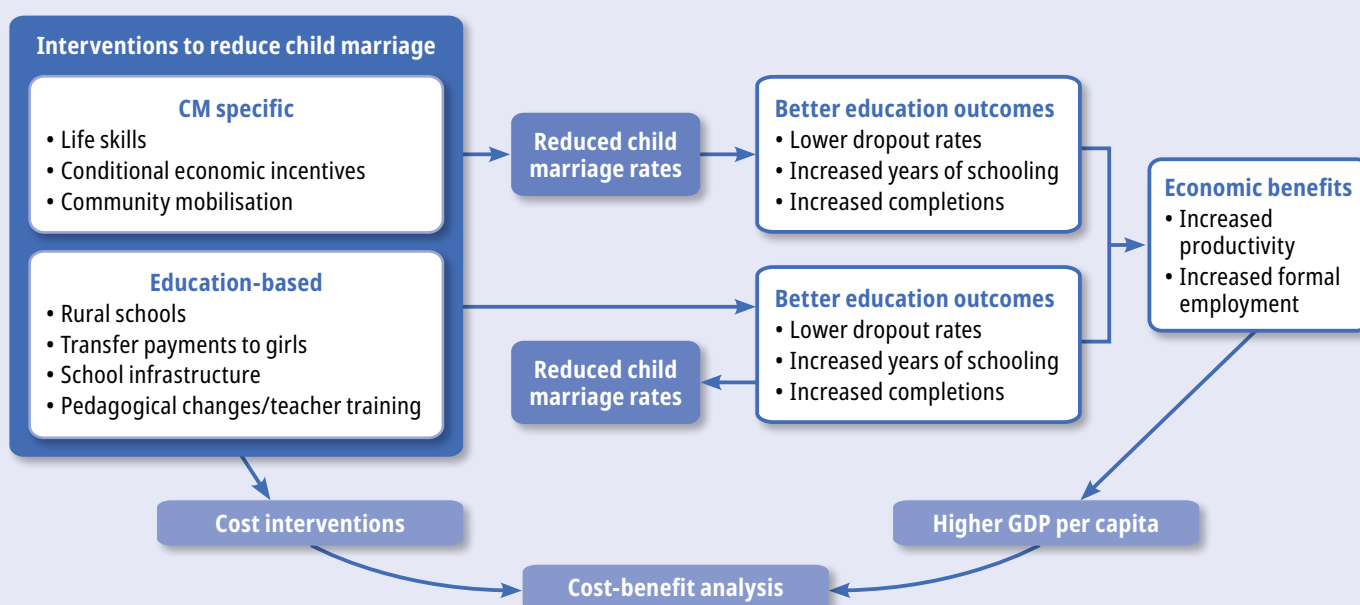 Interventions to reduce child marriage
CM specific
• Life skills
• Conditional economic incentives
• Community mobilisation
Education-based
• Rural schools
• Transfer payments to girls
• School infrastructure
• Pedagogical changes/teacher training
Reduced child
marriage rates
Better education outcomes
• Lower dropout rates
• Increased years of schooling
• Increased completions
Reduced child
marriage rates
Better education outcomes
• Lower dropout rates
• Increased years of schooling
• Increased completions
Economic benefits
• Increased
productivity
• Increased formal
employment
Cost interventions
Higher GDP per capita
Cost-benefit analysis